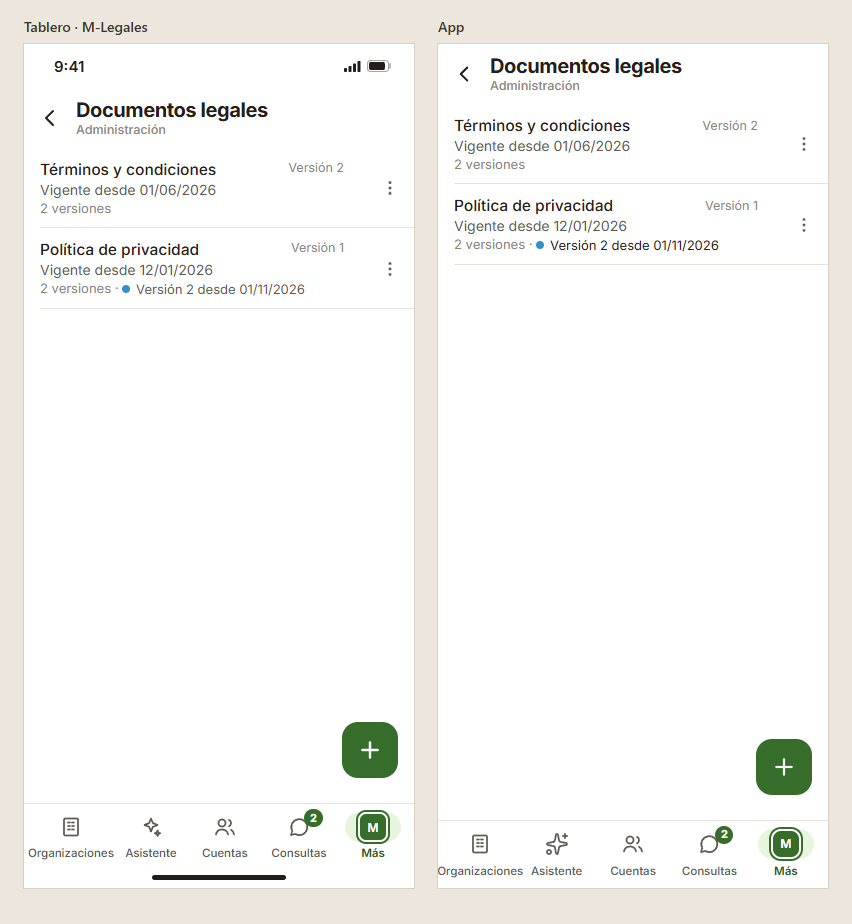 Tablero · M-Legales
9:41
Documentos legales
Administración
Términos y condiciones
Versión 2
Vigente desde 01/06/2026
2 versiones
Política de privacidad
Versión 1
Vigente desde 12/01/2026
2 versiones · Versión 2 desde 01/11/2026
Organizaciones
Asistente
Cuentas
2
Consultas
M
Más
App
Documentos legales
Administración
Términos y condiciones
Versión 2
Vigente desde 01/06/2026
2 versiones
Política de privacidad
Versión 1
Vigente desde 12/01/2026
2 versiones · Versión 2 desde 01/11/2026
Organizaciones
Asistente
Cuentas
2
Consultas
M
Más